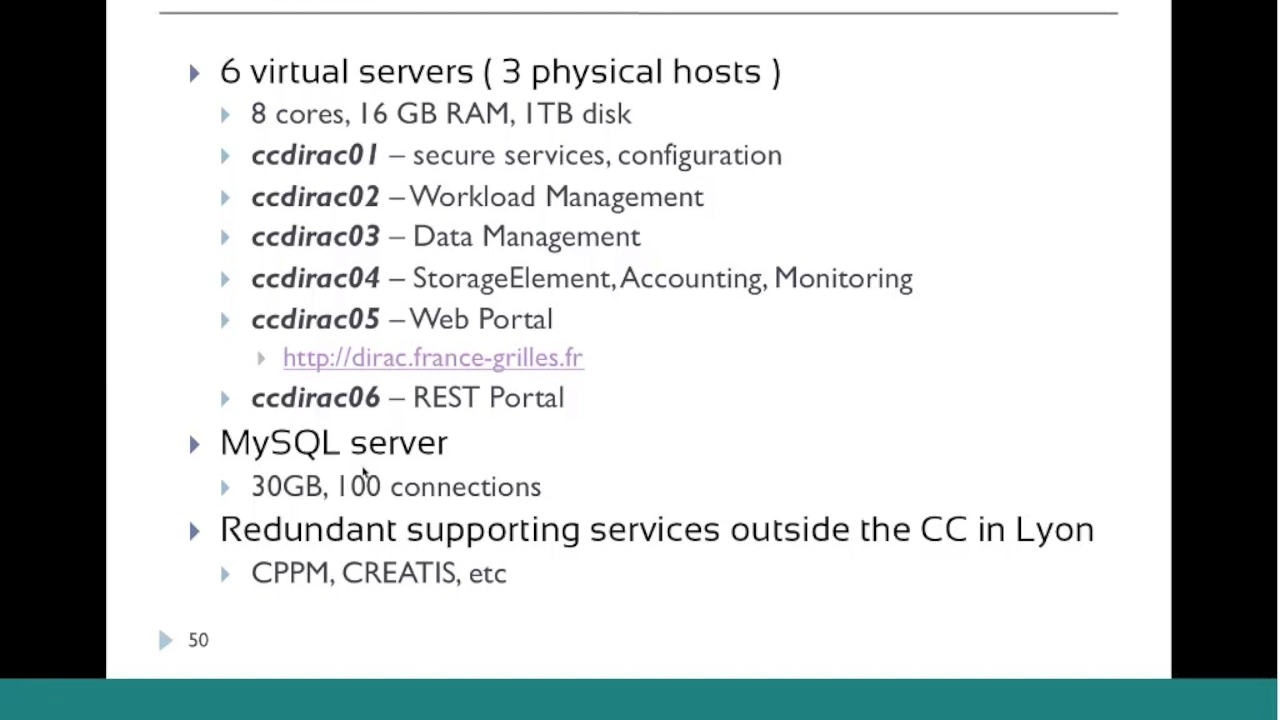 6 virtual servers ( 3 physical hosts )
8 cores, 16 GB RAM, 1TB disk
ccdirac01 – secure services, configuration
ccdirac02 – Workload Management
ccdirac03 – Data Management
ccdirac04 – StorageElement, Accounting, Monitoring
ccdirac05 – Web Portal
http://dirac.france-grilles.fr
ccdirac06 – REST Portal
MySQL server
30GB, 100 connections
Redundant supporting services outside the CC in Lyon
CPPM, CREATIS, etc
50